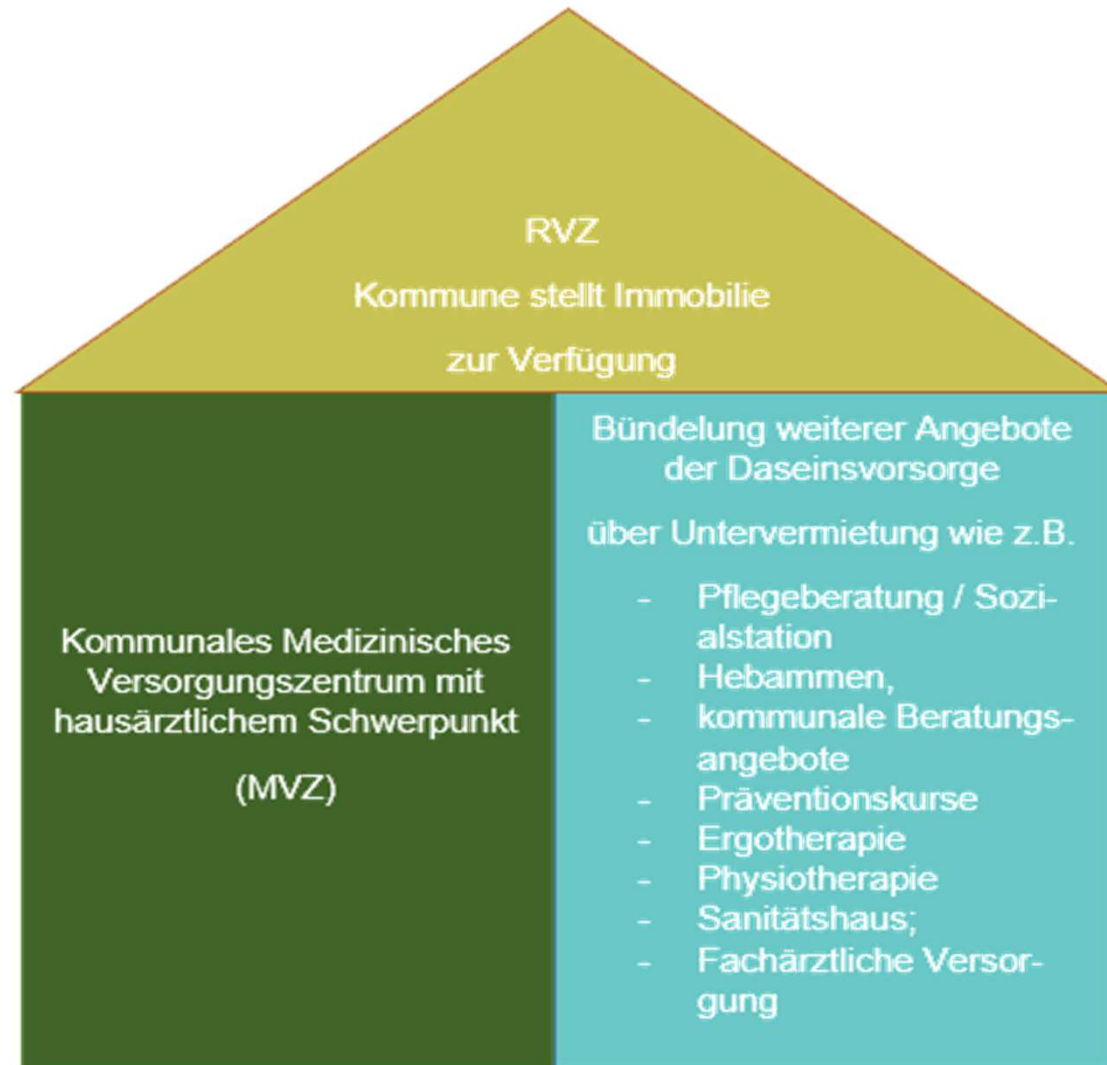 RVZ
Kommune stellt Immobilie
zur Verfügung
Kommunales Medizinisches
Versorgungszentrum mit
hausärztlichem Schwerpunkt
(MVZ)
Bündelung weiterer Angebote
der Daseinsvorsorge
über Untervermietung wie z.B.
- Pflegeberatung / Sozi-
alstation
- Hebammen,
- kommunale Beratungs-
angebote
- Präventionskurse
- Ergotherapie
- Physiotherapie
- Sanitätshaus;
- Fachärztliche Versor-
gung